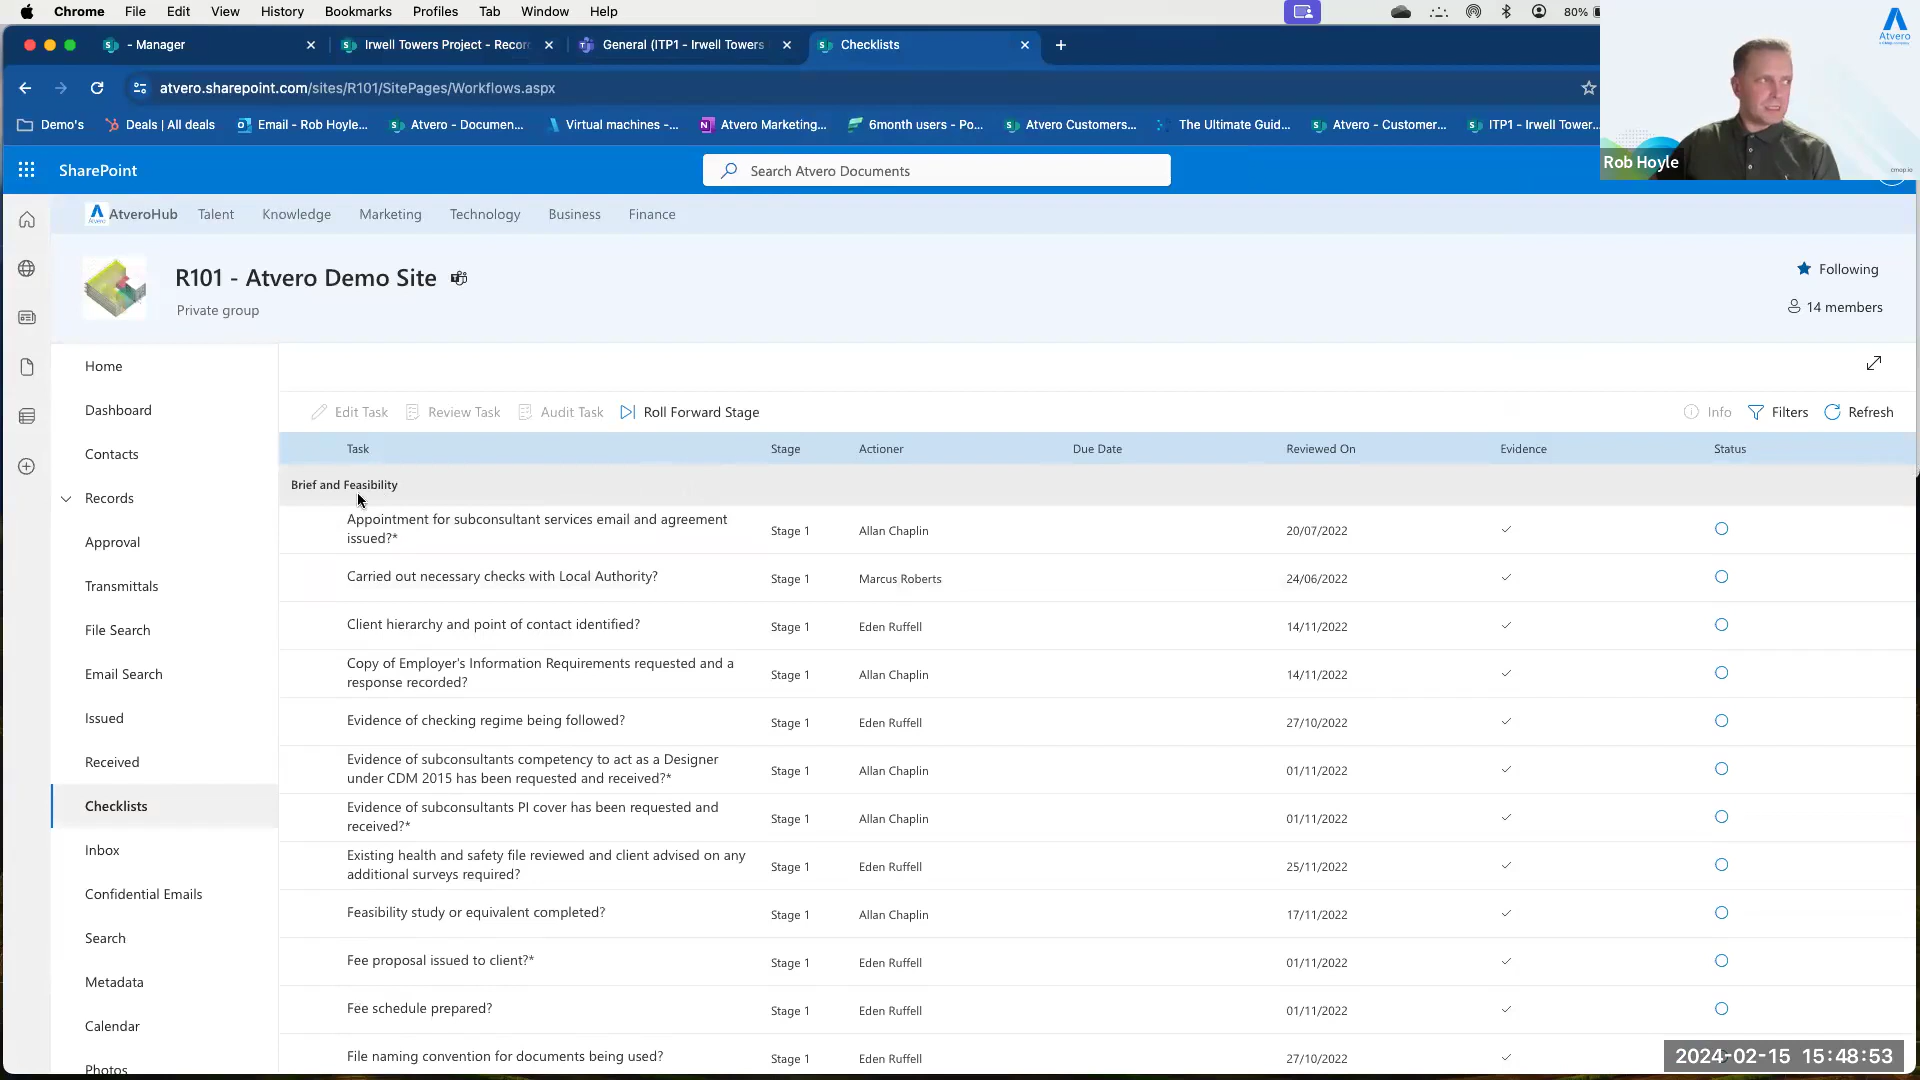 Chrome File Edit View History Bookmarks Profiles Tab Window Help 80%
- Manager Irwell Towers Project - Recor General (ITP1 - Irwell Towers Checklists
atvero.sharepoint.com/sites/R101/SitePages/Workflows.aspx
Demo's Deals | All deals Email - Rob Hoyle... Atvero - Documen... Virtual machines -... Atvero Marketing... 6month users - Po... Atvero Customers... The Ultimate Guid... Atvero - Customer... ITP1 - Irwell Tower...
Atvero
Rob Hoyle
cmap.io
SharePoint Search Atvero Documents
Atvero AtveroHub Talent Knowledge Marketing Technology Business Finance
R101 - Atvero Demo Site
Private group
Following
14 members
Home
Dashboard
Contacts
Records
Approval
Transmittals
File Search
Email Search
Issued
Received
Checklists
Inbox
Confidential Emails
Search
Metadata
Calendar
Photos
Edit Task Review Task Audit Task Roll Forward Stage Info Filters Refresh
Task Stage Actioner Due Date Reviewed On Evidence Status
Brief and Feasibility
Appointment for subconsultant services email and agreement
issued?* Stage 1 Allan Chaplin 20/07/2022
Carried out necessary checks with Local Authority? Stage 1 Marcus Roberts 24/06/2022
Client hierarchy and point of contact identified? Stage 1 Eden Ruffell 14/11/2022
Copy of Employer's Information Requirements requested and a
response recorded? Stage 1 Allan Chaplin 14/11/2022
Evidence of checking regime being followed? Stage 1 Eden Ruffell 27/10/2022
Evidence of subconsultants competency to act as a Designer
under CDM 2015 has been requested and received?* Stage 1 Allan Chaplin 01/11/2022
Evidence of subconsultants PI cover has been requested and
received?* Stage 1 Allan Chaplin 01/11/2022
Existing health and safety file reviewed and client advised on any
additional surveys required? Stage 1 Eden Ruffell 25/11/2022
Feasibility study or equivalent completed? Stage 1 Allan Chaplin 17/11/2022
Fee proposal issued to client?* Stage 1 Eden Ruffell 01/11/2022
Fee schedule prepared? Stage 1 Eden Ruffell 01/11/2022
File naming convention for documents being used? Stage 1 Eden Ruffell 27/10/2022
2024-02-15 15:48:53